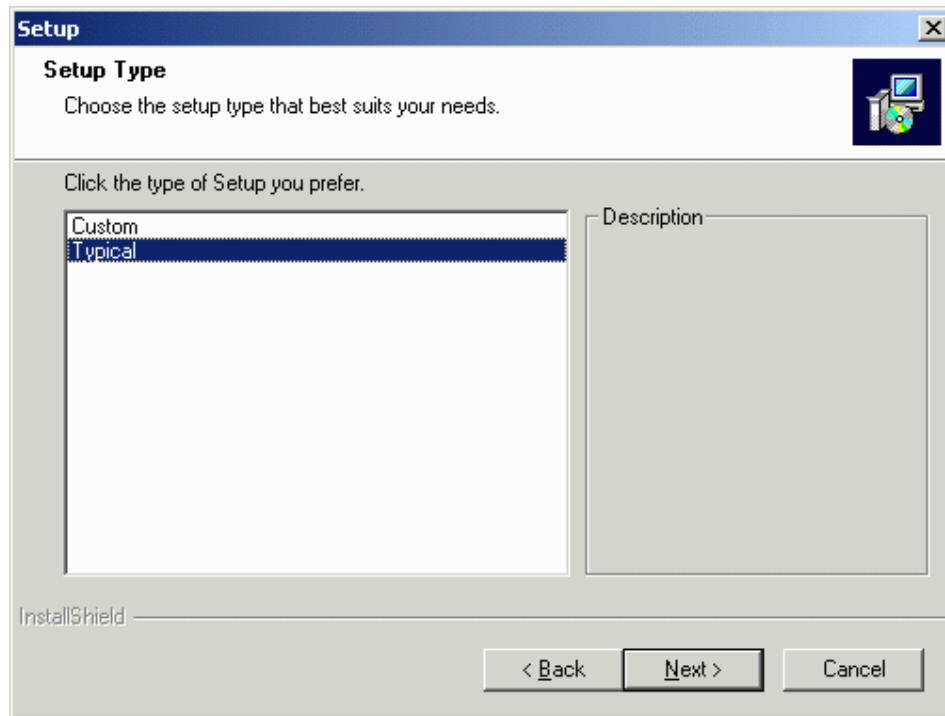 Setup
Setup Type
Choose the setup type that best suits your needs.
Click the type of Setup you prefer.
Custom
Typical
Description
InstallShield
< Back
Next >
Cancel